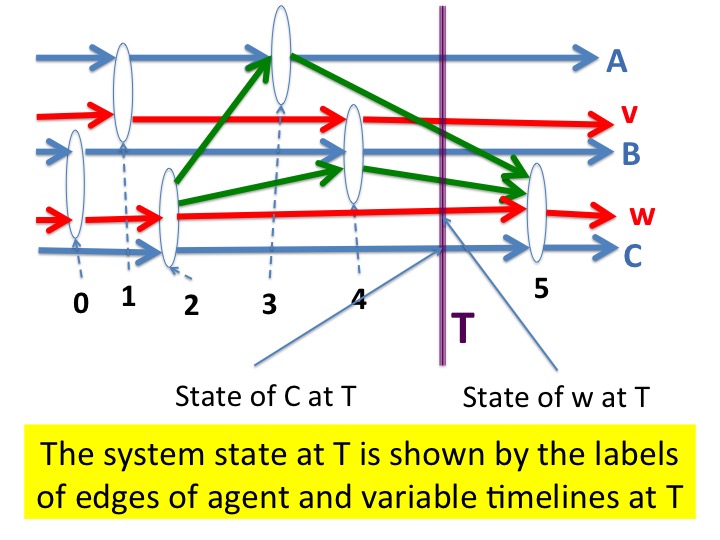 A
v
B
w
C
0 1 2 3 4 5
T
State of C at T State of w at T
The system state at T is shown by the labels
of edges of agent and variable timelines at T